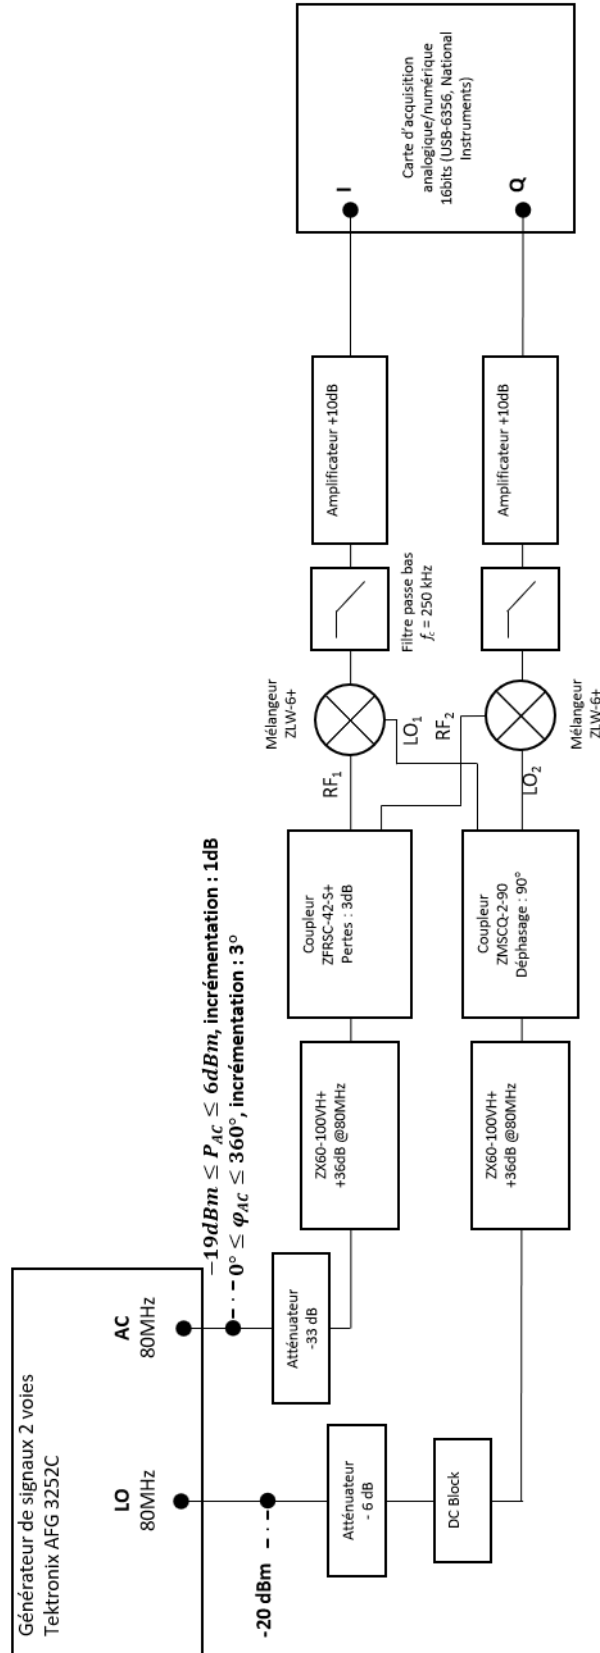 Générateur de signaux 2 voies
Tektronix AFG 3252C
LO
80MHz
AC
80MHz
-20 dBm
−19dBm ≤ P_AC ≤ 6dBm, incrémentation : 1dB
0° ≤ φ_AC ≤ 360°, incrémentation : 3°
Atténuateur
- 6 dB
DC Block
Atténuateur
-33 dB
ZX60-100VH+
+36dB @80MHz
ZX60-100VH+
+36dB @80MHz
Coupleur
ZFRSC-42-S+
Pertes : 3dB
Coupleur
ZMSCQ-2-90
Déphasage : 90°
RF₁
LO₁
RF₂
LO₂
Mélangeur
ZLW-6+
Mélangeur
ZLW-6+
Filtre passe bas
f_c = 250 kHz
Amplificateur +10dB
Amplificateur +10dB
I
Q
Carte d'acquisition
analogique/numérique
16bits (USB-6356, National
Instruments)